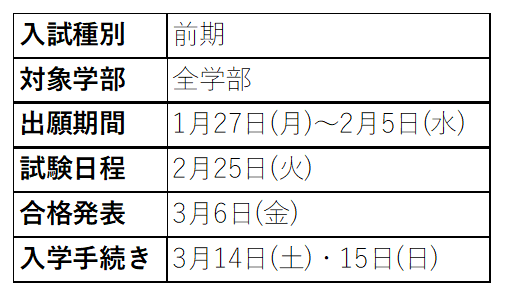 入試種別 前期
対象学部 全学部
出願期間 1月27日(月)～2月5日(水)
試験日程 2月25日(火)
合格発表 3月6日(金)
入学手続き 3月14日(土)・15日(日)